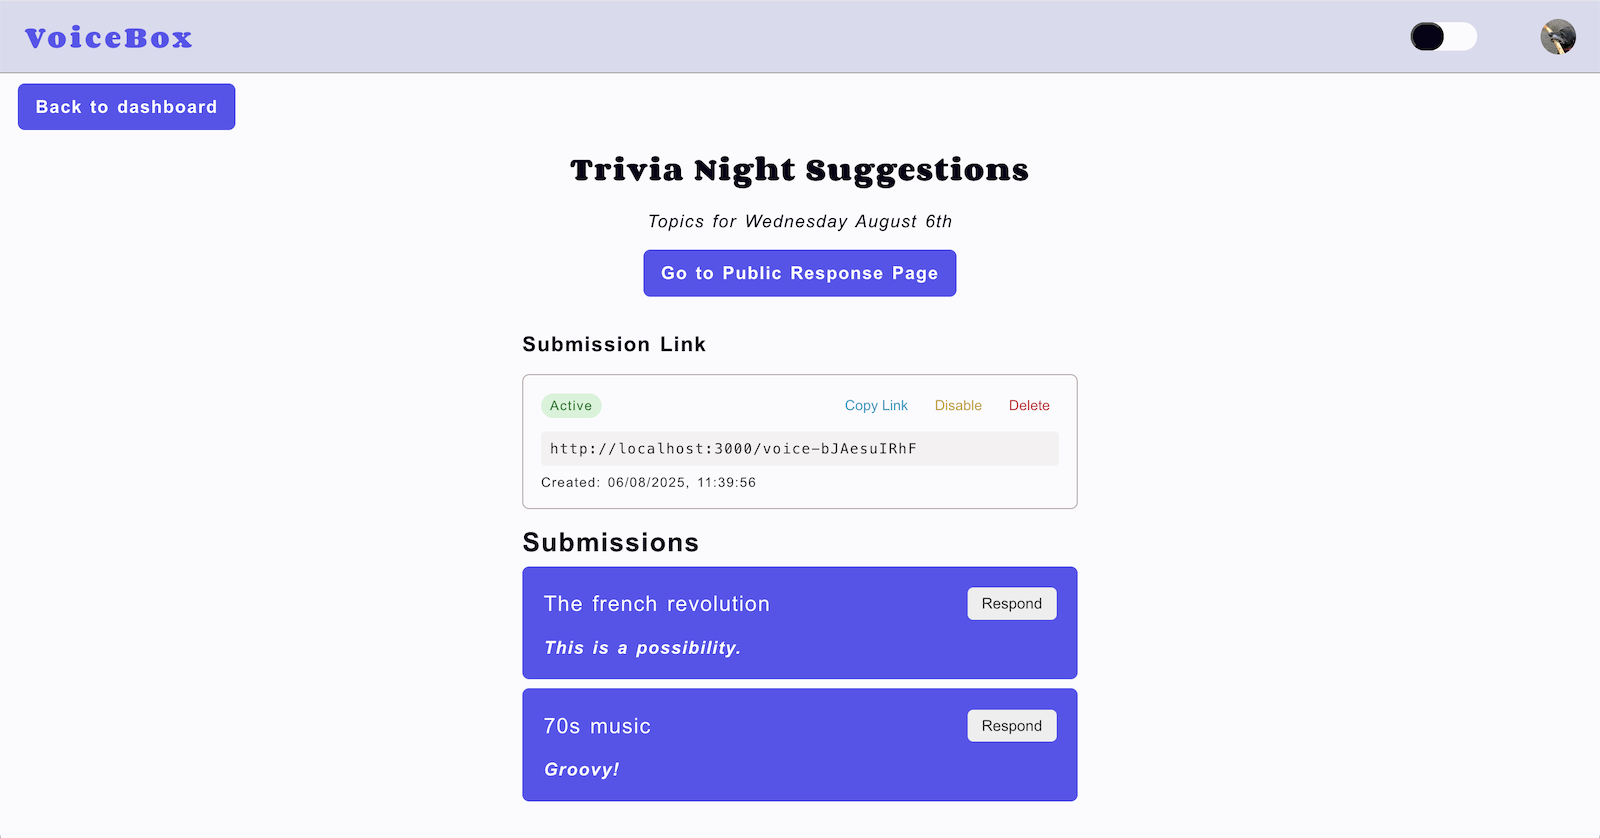 VoiceBox
Back to dashboard
Trivia Night Suggestions
Topics for Wednesday August 6th
Go to Public Response Page
Submission Link
Active Copy Link Disable Delete
http://localhost:3000/voice-bJAesuIRhF
Created: 06/08/2025, 11:39:56
Submissions
The french revolution Respond
This is a possibility.
70s music Respond
Groovy!